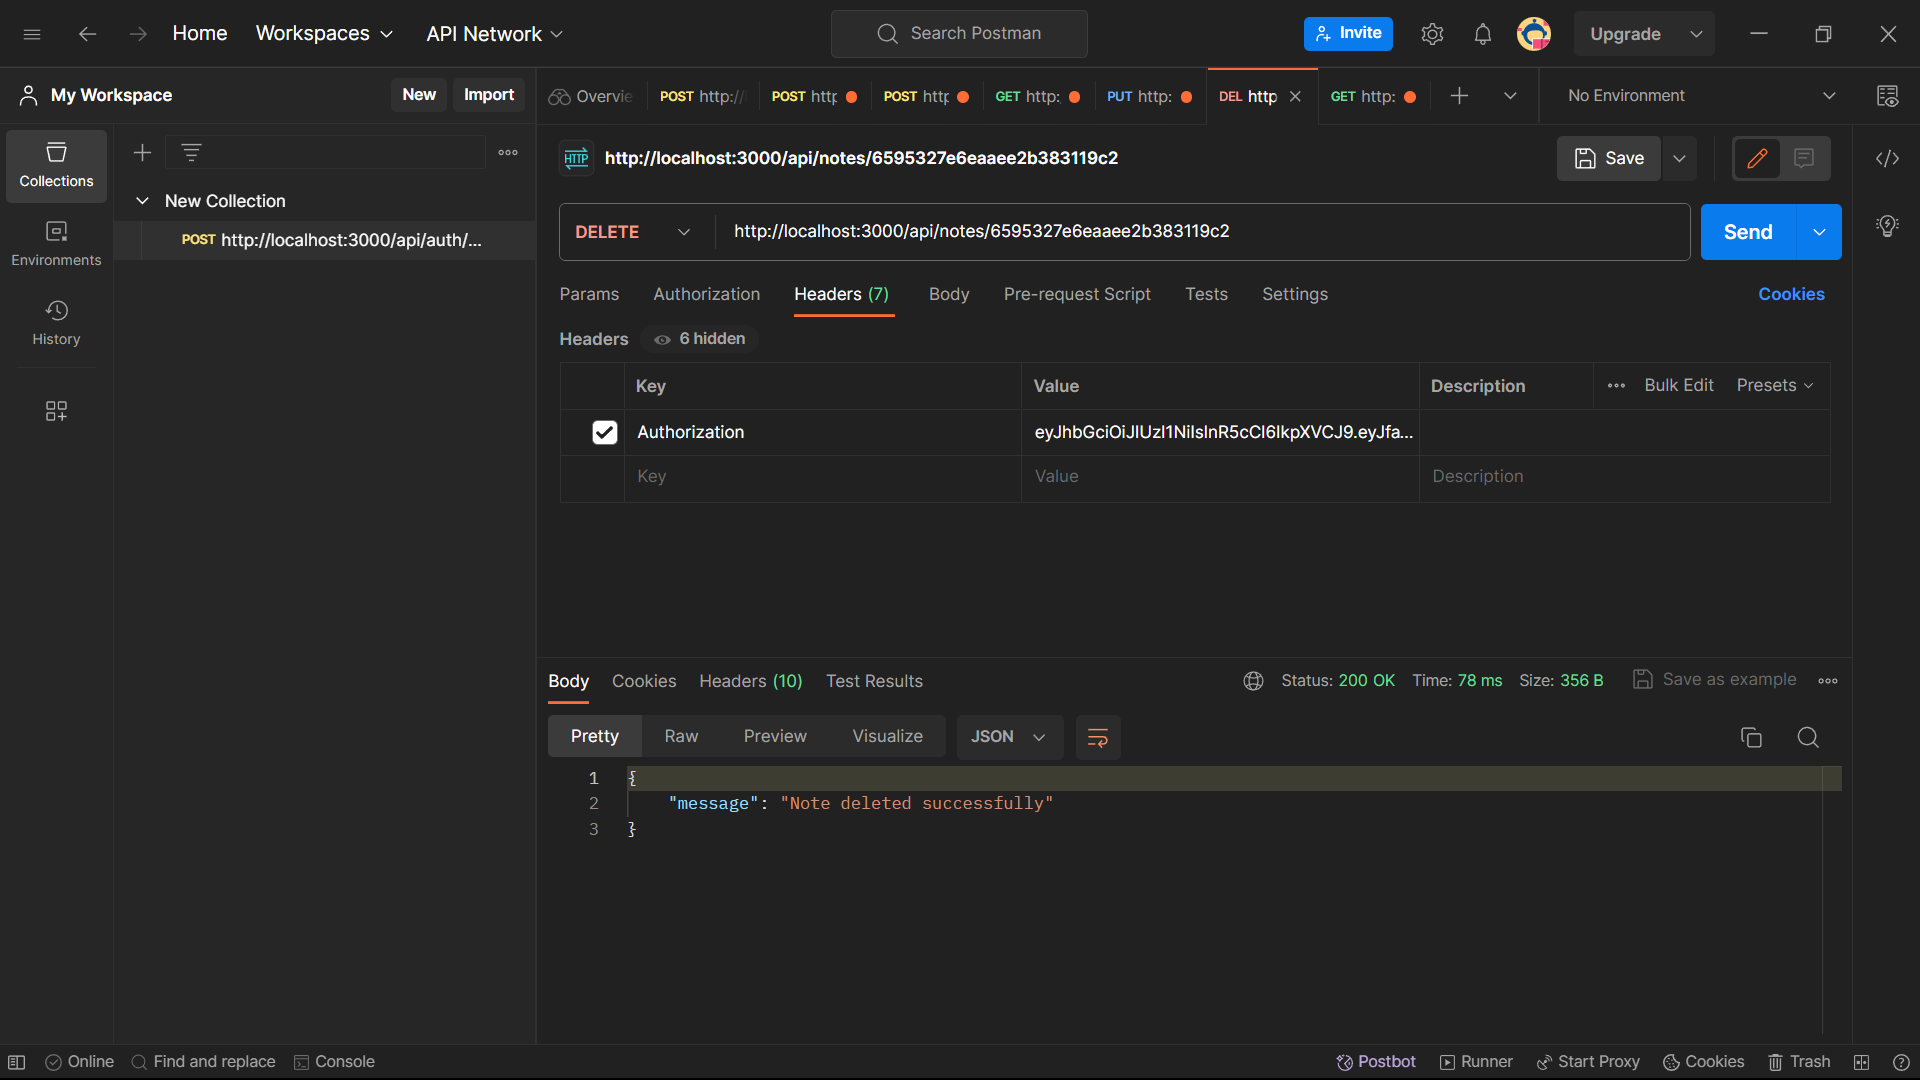 Home Workspaces API Network Search Postman Invite Upgrade
My Workspace New Import Overvie POST http:// POST http POST http GET http: PUT http: DEL http GET http: No Environment
Collections
Environments
History
New Collection
POST http://localhost:3000/api/auth/...
HTTP http://localhost:3000/api/notes/6595327e6eaaee2b383119c2 Save
DELETE http://localhost:3000/api/notes/6595327e6eaaee2b383119c2 Send
Params Authorization Headers (7) Body Pre-request Script Tests Settings Cookies
Headers 6 hidden
Key Value Description Bulk Edit Presets
Authorization eyJhbGciOiJIUzI1NiIsInR5cCI6IkpXVCJ9.eyJfa...
Key Value Description
Body Cookies Headers (10) Test Results Status: 200 OK Time: 78 ms Size: 356 B Save as example
Pretty Raw Preview Visualize JSON
1 {
2 "message": "Note deleted successfully"
3 }
Online Find and replace Console Postbot Runner Start Proxy Cookies Trash